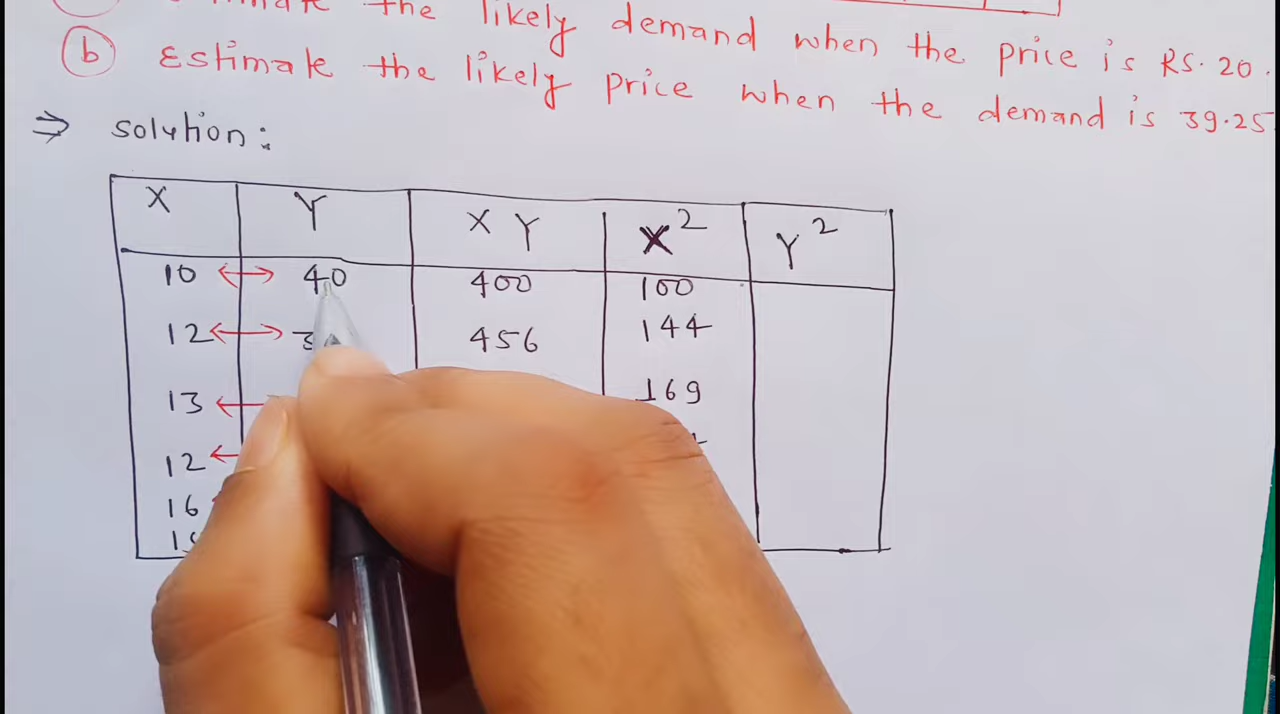 the likely demand when the price is RS. 20.
b Estimate the likely price when the demand is 39.25
⇒ solution:
X Y XY X² Y²
10 ↔ 40 400 100
12 ↔ 456 144
13 169
12
16